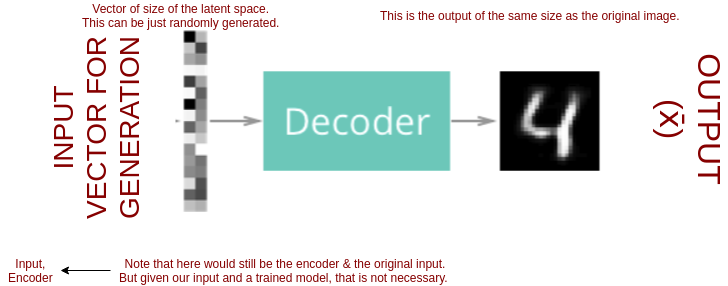 Vector of size of the latent space.
This can be just randomly generated.
This is the output of the same size as the original image.
INPUT
VECTOR FOR
GENERATION
Decoder
4
OUTPUT
(x̄)
Input,
Encoder
Note that here would still be the encoder & the original input.
But given our input and a trained model, that is not necessary.